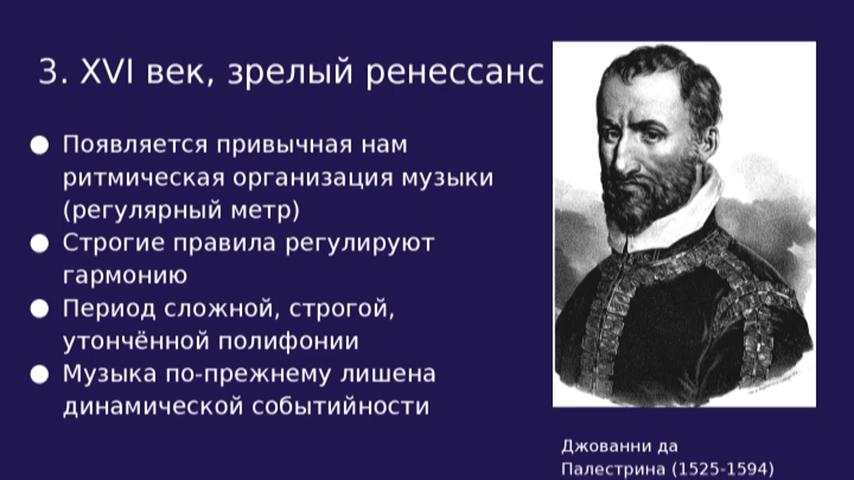 3. XVI век, зрелый ренессанс
● Появляется привычная нам
ритмическая организация музыки
(регулярный метр)
● Строгие правила регулируют
гармонию
● Период сложной, строгой,
утончённой полифонии
● Музыка по-прежнему лишена
динамической событийности
Джованни да
Палестрина (1525-1594)